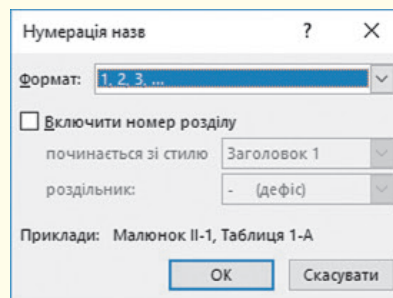 Нумерація назв ? ×
Формат: 1, 2, 3, ...
Включити номер розділу
починається зі стилю Заголовок 1
роздільник: - (дефіс)
Приклади: Малюнок II-1, Таблиця 1-A
OK Скасувати